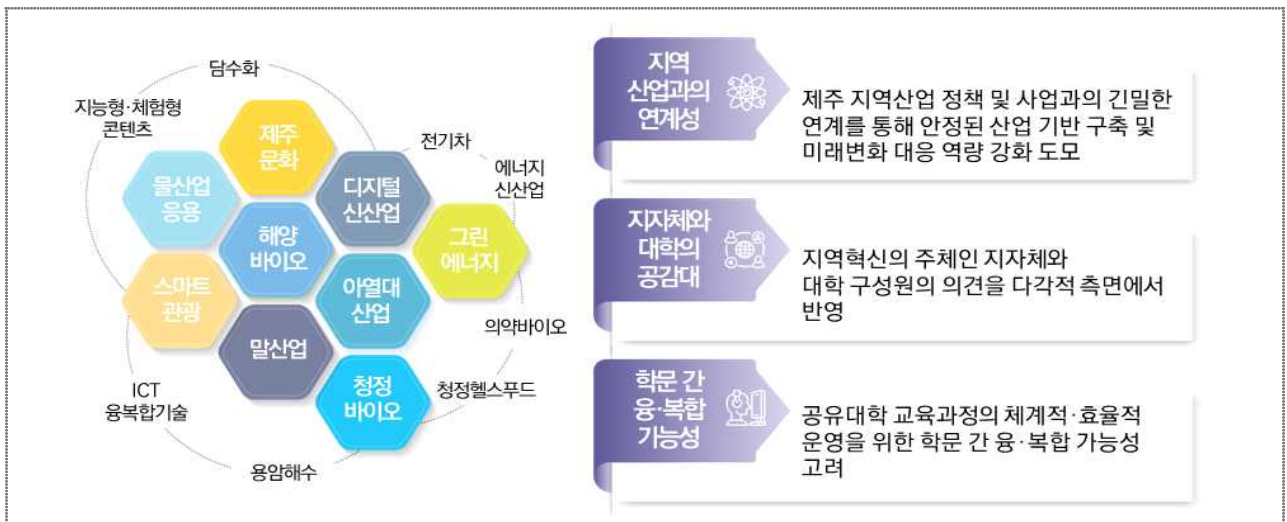 담수화
지능형·체험형
콘텐츠
제주
문화
전기차
에너지
신산업
물산업
응용
디지털
신산업
해양
바이오
그린
에너지
스마트
관광
아열대
산업
의약바이오
말산업
ICT
융복합기술
청정
바이오
청정헬스푸드
용암해수
지역
산업과의
연계성
제주 지역산업 정책 및 사업과의 긴밀한
연계를 통해 안정된 산업 기반 구축 및
미래변화 대응 역량 강화 도모
지자체와
대학의
공감대
지역혁신의 주체인 지자체와
대학 구성원의 의견을 다각적 측면에서
반영
학문 간
융·복합
가능성
공유대학 교육과정의 체계적·효율적
운영을 위한 학문 간 융·복합 가능성
고려